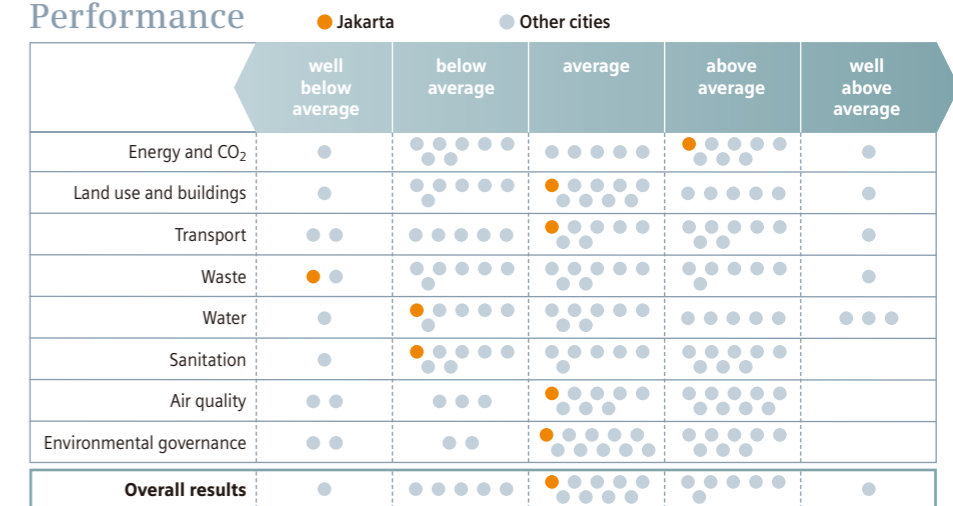 Performance
Jakarta
Other cities
well
below
average
below
average
average
above
average
well
above
average
Energy and CO₂
Land use and buildings
Transport
Waste
Water
Sanitation
Air quality
Environmental governance
Overall results